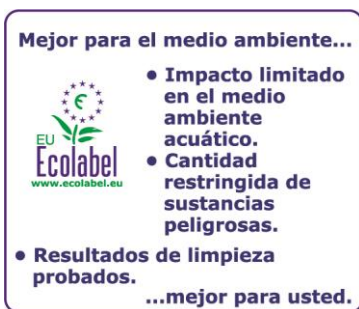 Mejor para el medio ambiente...
• Impacto limitado
en el medio
ambiente
acuático.
• Cantidad
restringida de
sustancias
peligrosas.
€
EU
Ecolabel
www.ecolabel.eu
• Resultados de limpieza
probados.
...mejor para usted.